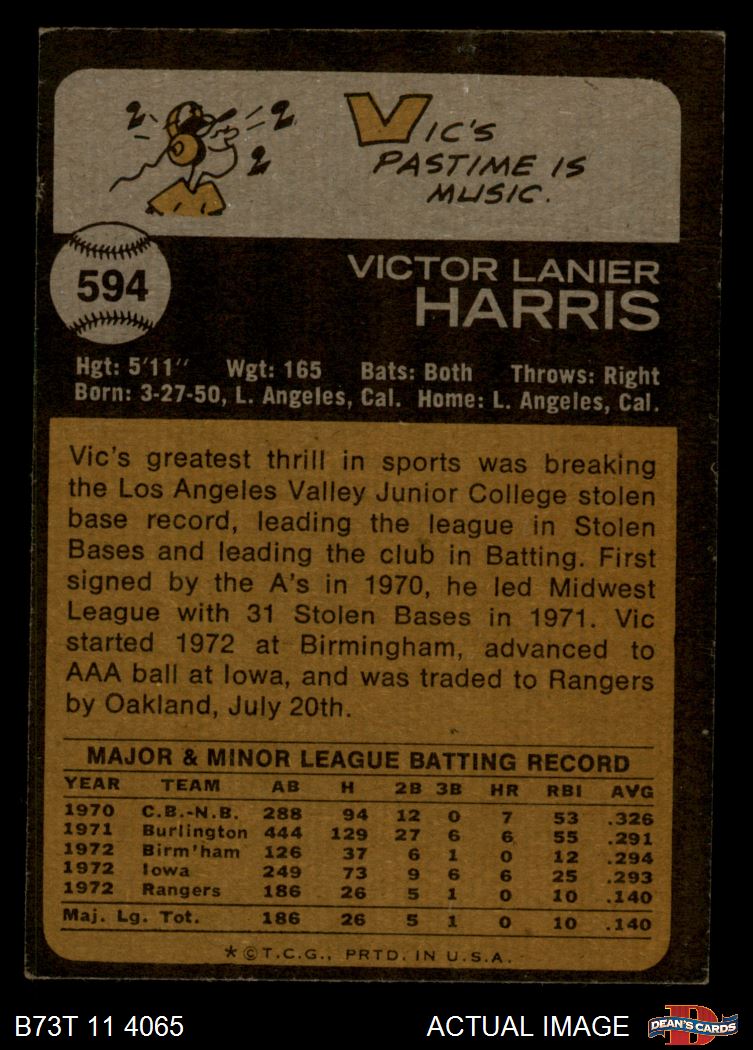 VIC'S
PASTIME IS
MUSIC.
594
VICTOR LANIER
HARRIS
Hgt: 5'11" Wgt: 165 Bats: Both Throws: Right
Born: 3-27-50, L. Angeles, Cal. Home: L. Angeles, Cal.
Vic's greatest thrill in sports was breaking
the Los Angeles Valley Junior College stolen
base record, leading the league in Stolen
Bases and leading the club in Batting. First
signed by the A's in 1970, he led Midwest
League with 31 Stolen Bases in 1971. Vic
started 1972 at Birmingham, advanced to
AAA ball at Iowa, and was traded to Rangers
by Oakland, July 20th.
MAJOR & MINOR LEAGUE BATTING RECORD
YEAR TEAM AB H 2B 3B HR RBI AVG
1970 C.B.-N.B. 288 94 12 0 7 53 .326
1971 Burlington 444 129 27 6 6 55 .291
1972 Birm'ham 126 37 6 1 0 12 .294
1972 Iowa 249 73 9 6 6 25 .293
1972 Rangers 186 26 5 1 0 10 .140
Maj. Lg. Tot. 186 26 5 1 0 10 .140
* © T.C.G., PRTD. IN U.S.A.
B73T 11 4065 ACTUAL IMAGE D DEAN'S CARDS